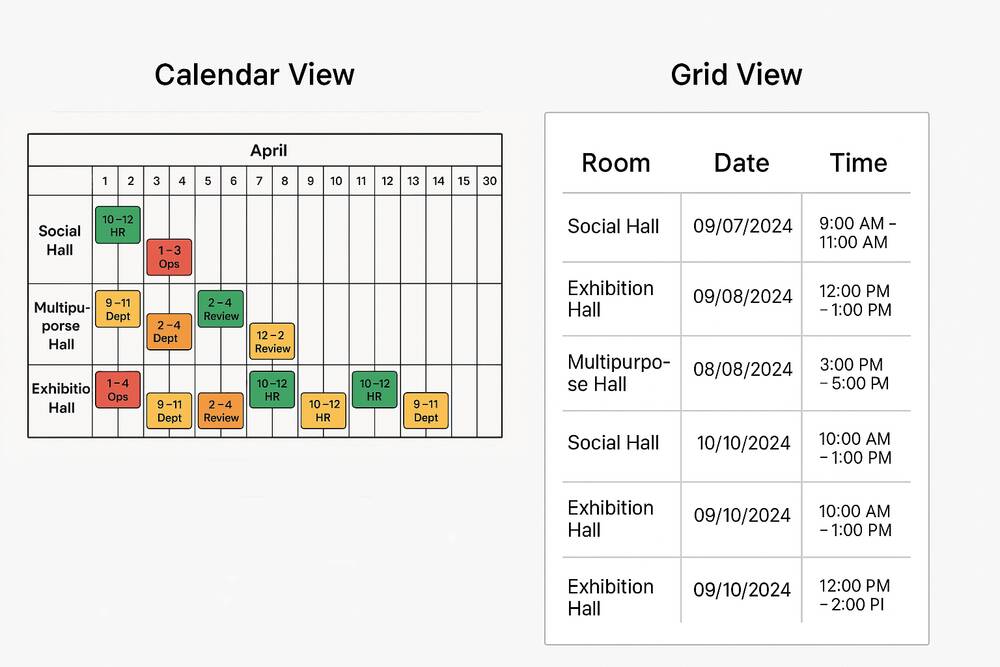 Calendar View
April
1 2 3 4 5 6 7 8 9 10 11 12 13 14 15 30
Social
Hall
10–12
HR
1–3
Ops
Multipu-
porse
Hall
9–11
Dept
2–4
Dept
2–4
Review
12–2
Review
Exhibitio
Hall
1–4
Ops
9–11
Dept
2–4
Review
10–12
HR
10–12
HR
10–12
HR
9–11
Dept
Grid View
Room Date Time
Social Hall 09/07/2024 9:00 AM –
11:00 AM
Exhibition
Hall
09/08/2024
12:00 PM
– 1:00 PM
Multipurpo-
se Hall
08/08/2024
3:00 PM
– 5:00 PM
Social Hall 10/10/2024 10:00 AM
– 1:00 PM
Exhibition
Hall
09/10/2024
10:00 AM
– 1:00 PM
Exhibition
Hall
09/10/2024
12:00 PM
– 2:00 PI